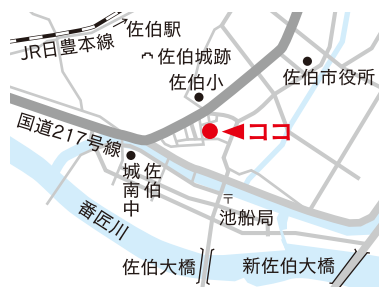 佐伯駅
JR日豊本線
佐伯城跡
佐伯小
佐伯市役所
ココ
国道217号線
佐伯
城南中
番匠川
〒
池船局
佐伯大橋
新佐伯大橋